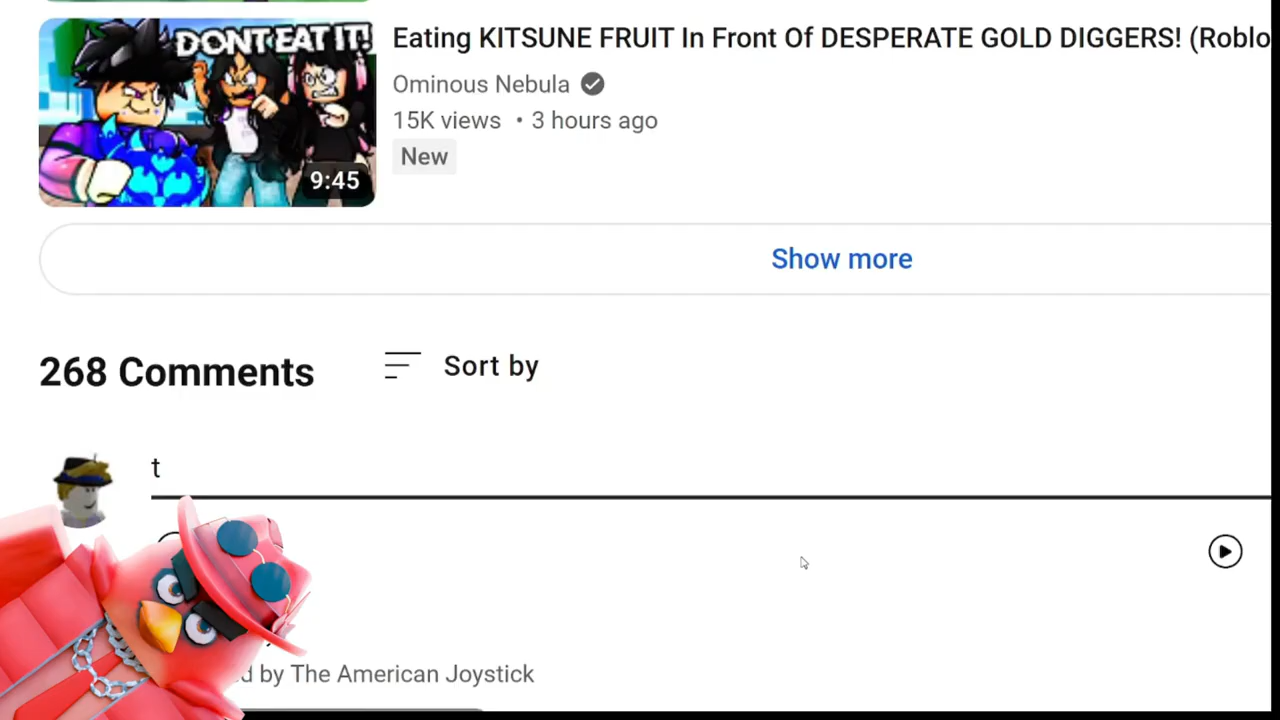 DONT EAT IT!
9:45
Eating KITSUNE FRUIT In Front Of DESPERATE GOLD DIGGERS! (Roblo
Ominous Nebula
15K views • 3 hours ago
New
Show more
268 Comments
Sort by
t
by The American Joystick